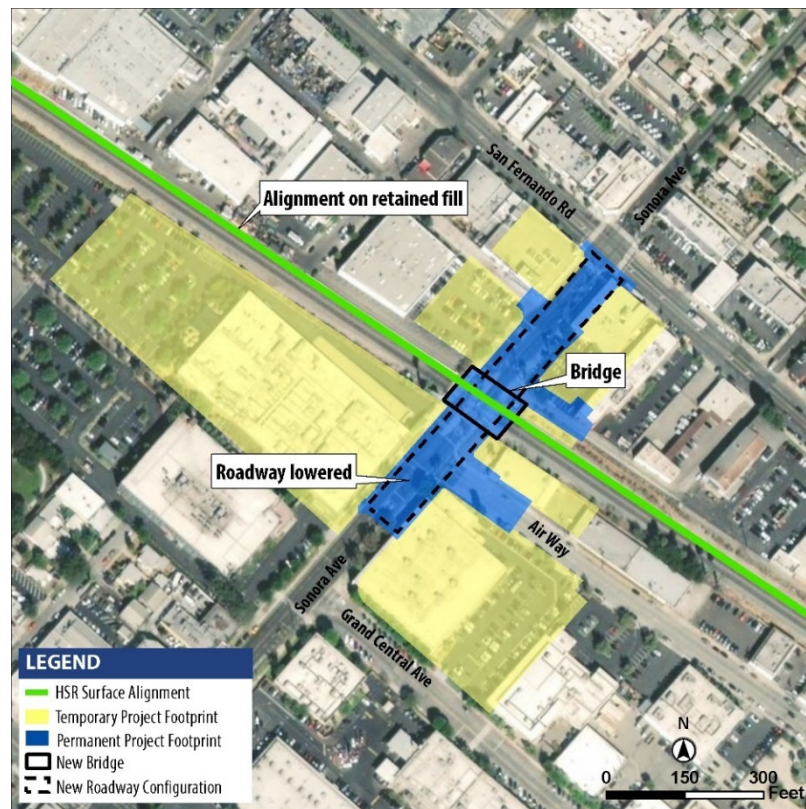 San Fernando Rd
Sonora Ave
Alignment on retained fill
Bridge
Roadway lowered
Air Way
Sonora Ave
Grand Central Ave
LEGEND
HSR Surface Alignment
Temporary Project Footprint
Permanent Project Footprint
New Bridge
New Roadway Configuration
N
0 150 300
Feet